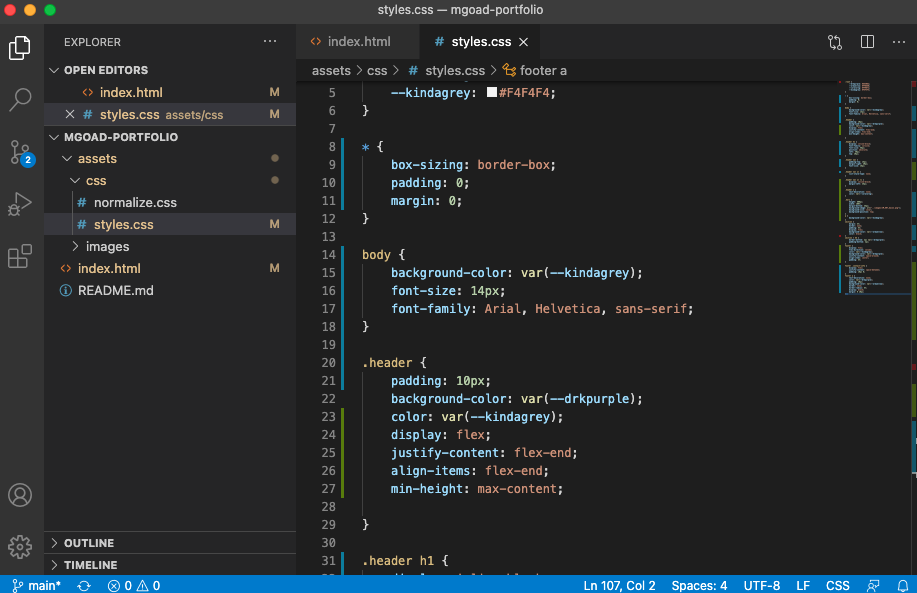 styles.css — mgoad-portfolio
EXPLORER
OPEN EDITORS
index.html M
styles.css assets/css M
MGOAD-PORTFOLIO
assets
css
# normalize.css
# styles.css M
images
index.html M
README.md
OUTLINE
TIMELINE
2
<> index.html
# styles.css
assets > css > # styles.css > footer a
5 --kindagrey: #F4F4F4;
6 }
7
8 * {
9 box-sizing: border-box;
10 padding: 0;
11 margin: 0;
12 }
13
14 body {
15 background-color: var(--kindagrey);
16 font-size: 14px;
17 font-family: Arial, Helvetica, sans-serif;
18 }
19
20 .header {
21 padding: 10px;
22 background-color: var(--drkpurple);
23 color: var(--kindagrey);
24 display: flex;
25 justify-content: flex-end;
26 align-items: flex-end;
27 min-height: max-content;
28
29 }
30
31 .header h1 {
main* 0 0 Ln 107, Col 2 Spaces: 4 UTF-8 LF CSS